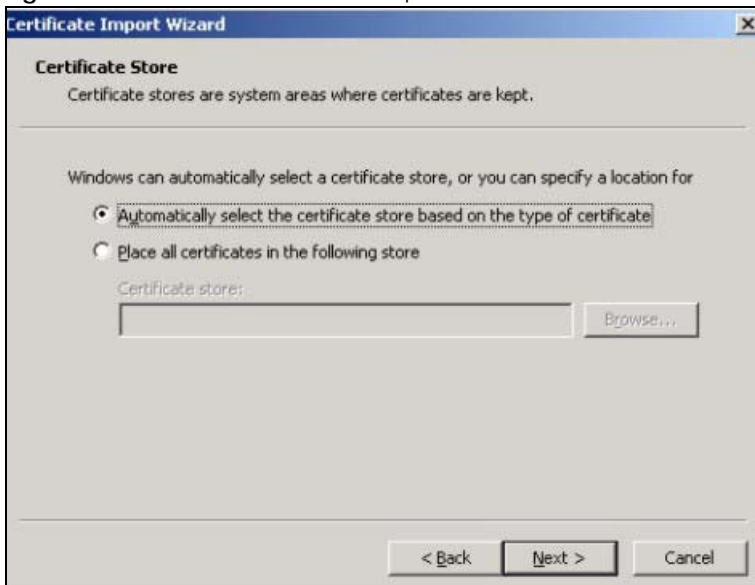 Certificate Import Wizard
Certificate Store
Certificate stores are system areas where certificates are kept.
Windows can automatically select a certificate store, or you can specify a location for
Automatically select the certificate store based on the type of certificate
Place all certificates in the following store
Certificate store:
Browse...
< Back Next > Cancel